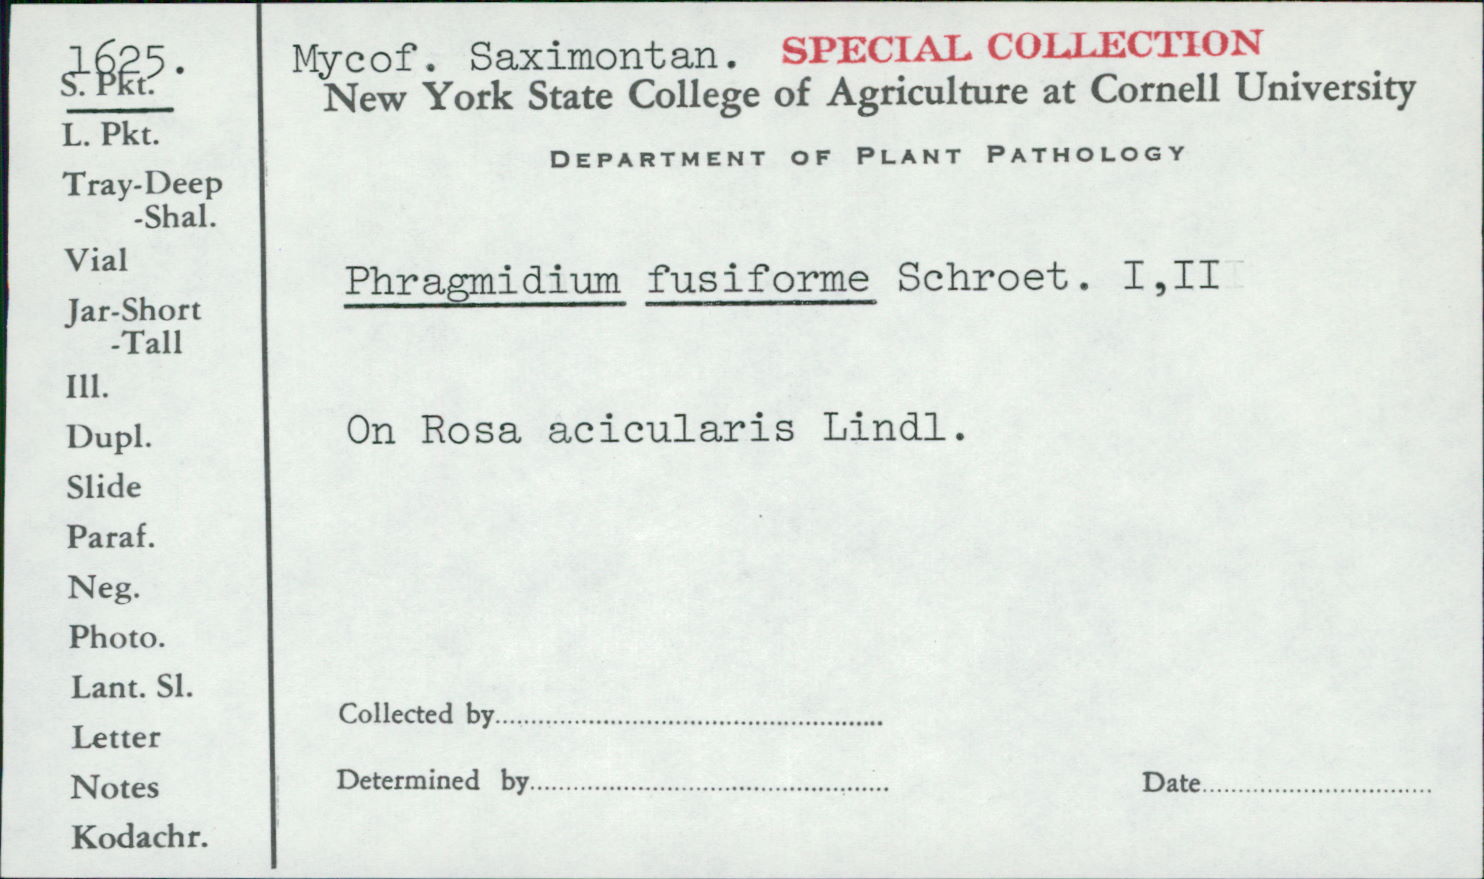 1625.
S. Pkt.
L. Pkt.
Tray-Deep
-Shal.
Vial
Jar-Short
-Tall
Ill.
Dupl.
Slide
Paraf.
Neg.
Photo.
Lant. Sl.
Letter
Notes
Kodachr.
Mycof. Saximontan. SPECIAL COLLECTION
New York State College of Agriculture at Cornell University
DEPARTMENT OF PLANT PATHOLOGY
Phragmidium fusiforme Schroet. I,II
On Rosa acicularis Lindl.
Collected by
Determined by Date